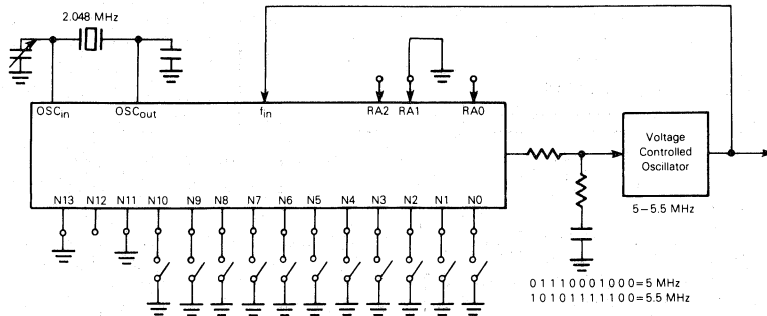 2.048 MHz
OSCin OSCout fin RA2 RA1 RA0
Voltage
Controlled
Oscillator
N13 N12 N11 N10 N9 N8 N7 N6 N5 N4 N3 N2 N1 N0
5–5.5 MHz
01110001000=5 MHz
10101111100=5.5 MHz